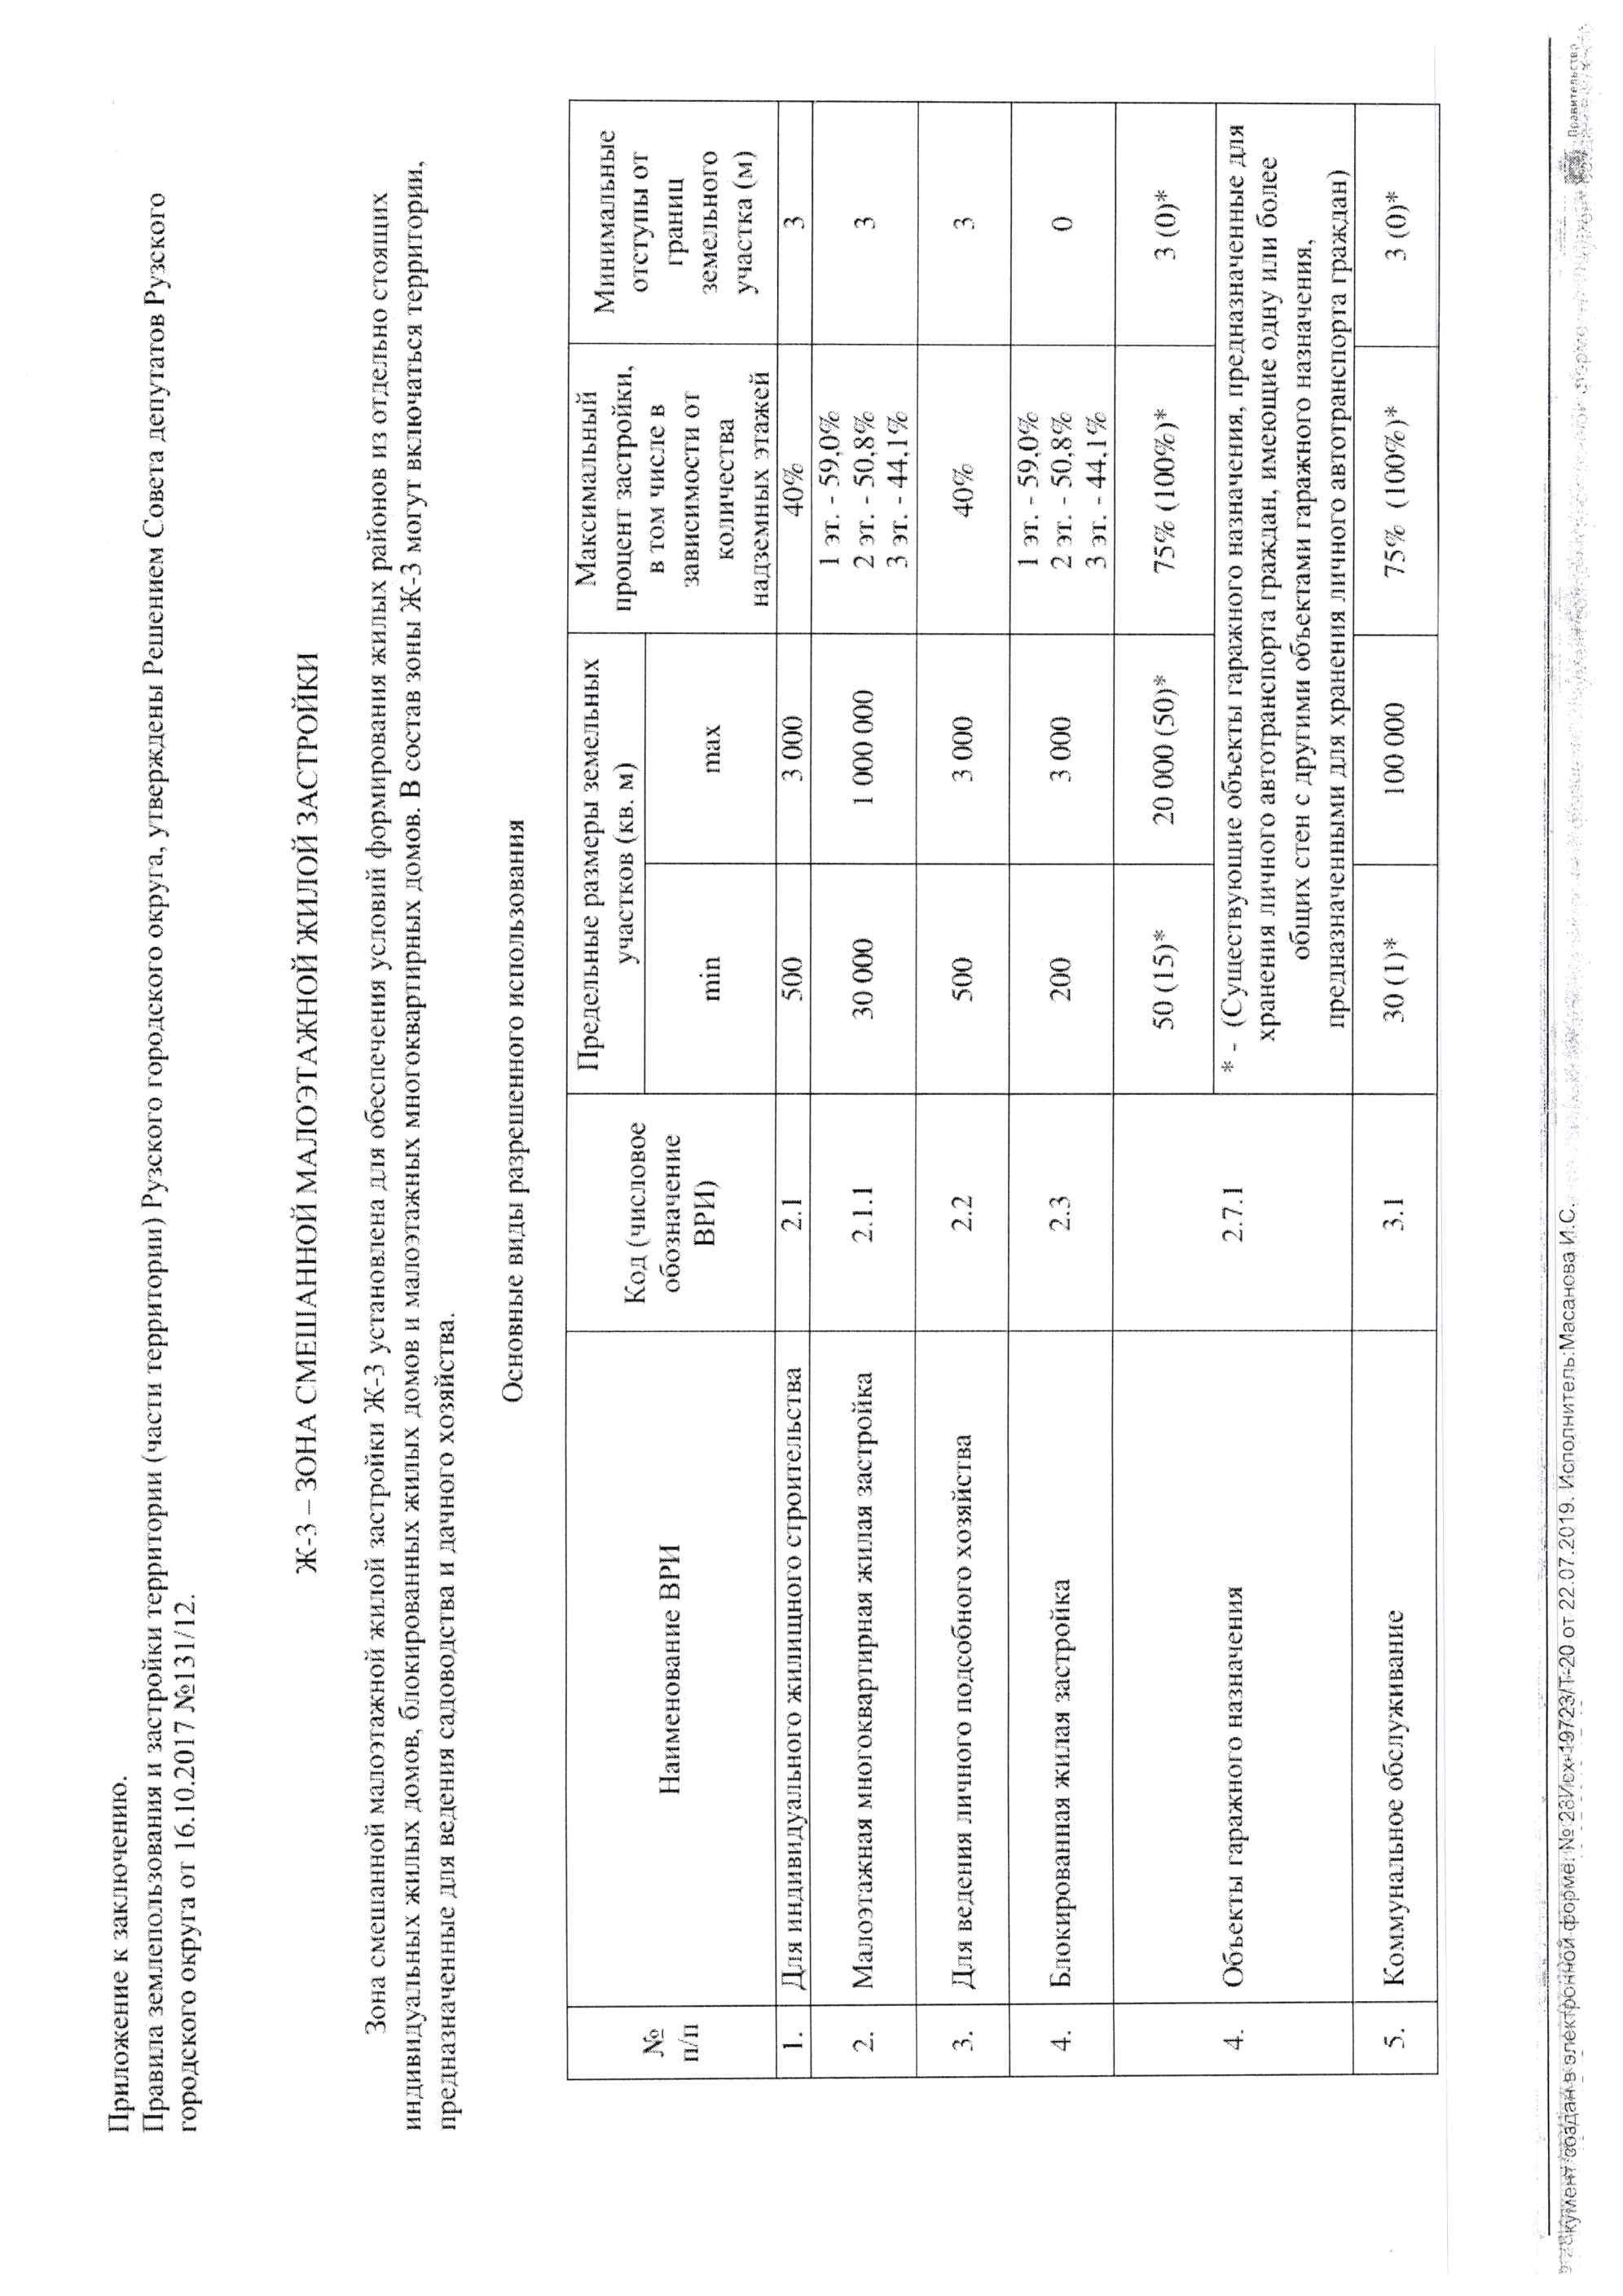 Приложение к заключению.
Правила землепользования и застройки территории (части территории) Рузского городского округа, утверждены Решением Совета депутатов Рузского
городского округа от 16.10.2017 №131/12.
Ж-3 – ЗОНА СМЕШАННОЙ МАЛОЭТАЖНОЙ ЖИЛОЙ ЗАСТРОЙКИ
Зона смешанной малоэтажной жилой застройки Ж-3 установлена для обеспечения условий формирования жилых районов из отдельно стоящих
индивидуальных жилых домов, блокированных жилых домов и малоэтажных многоквартирных домов. В состав зоны Ж-3 могут включаться территории,
предназначенные для ведения садоводства и дачного хозяйства.
Основные виды разрешенного использования
№
п/п
Наименование ВРИ
Код (числовое
обозначение
ВРИ)
Предельные размеры земельных
участков (кв. м)
min
max
Максимальный
процент застройки,
в том числе в
зависимости от
количества
надземных этажей
Минимальные
отступы от
границ
земельного
участка (м)
1. Для индивидуального жилищного строительства 2.1 500 3 000 40% 3
2. Малоэтажная многоквартирная жилая застройка 2.1.1 30 000 1 000 000
1 эт. - 59,0%
2 эт. - 50,8%
3 эт. - 44,1%
3
3. Для ведения личного подсобного хозяйства 2.2 500 3 000 40% 3
4. Блокированная жилая застройка 2.3 200 3 000
1 эт. - 59,0%
2 эт. - 50,8%
3 эт. - 44,1%
0
4. Объекты гаражного назначения 2.7.1 50 (15)* 20 000 (50)* 75% (100%)* 3 (0)*
* - (Существующие объекты гаражного назначения, предназначенные для
хранения личного автотранспорта граждан, имеющие одну или более
общих стен с другими объектами гаражного назначения,
предназначенными для хранения личного автотранспорта граждан)
5. Коммунальное обслуживание 3.1 30 (1)* 100 000 75% (100%)* 3 (0)*
кумент создан в электронной форме. № 28Исх-19723/Т-20 от 22.07.2019. Исполнитель:Масанова И.С.
Правительство